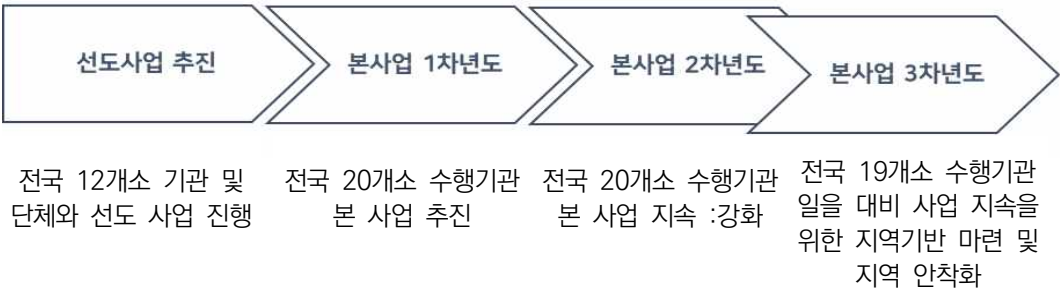 선도사업 추진
본사업 1차년도
본사업 2차년도
본사업 3차년도
전국 12개소 기관 및
단체와 선도 사업 진행
전국 20개소 수행기관
본 사업 추진
전국 20개소 수행기관
본 사업 지속 :강화
전국 19개소 수행기관
일을 대비 사업 지속을
위한 지역기반 마련 및
지역 안착화